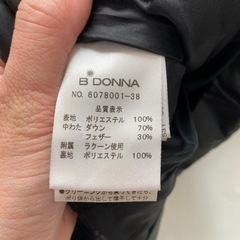 B DONNA
NO. 6078001-38
品質表示
表地 ポリエステル 100%
中わた ダウン 70%
フェザー 30%
附属 ラクーン使用
裏地 ポリエステル 100%